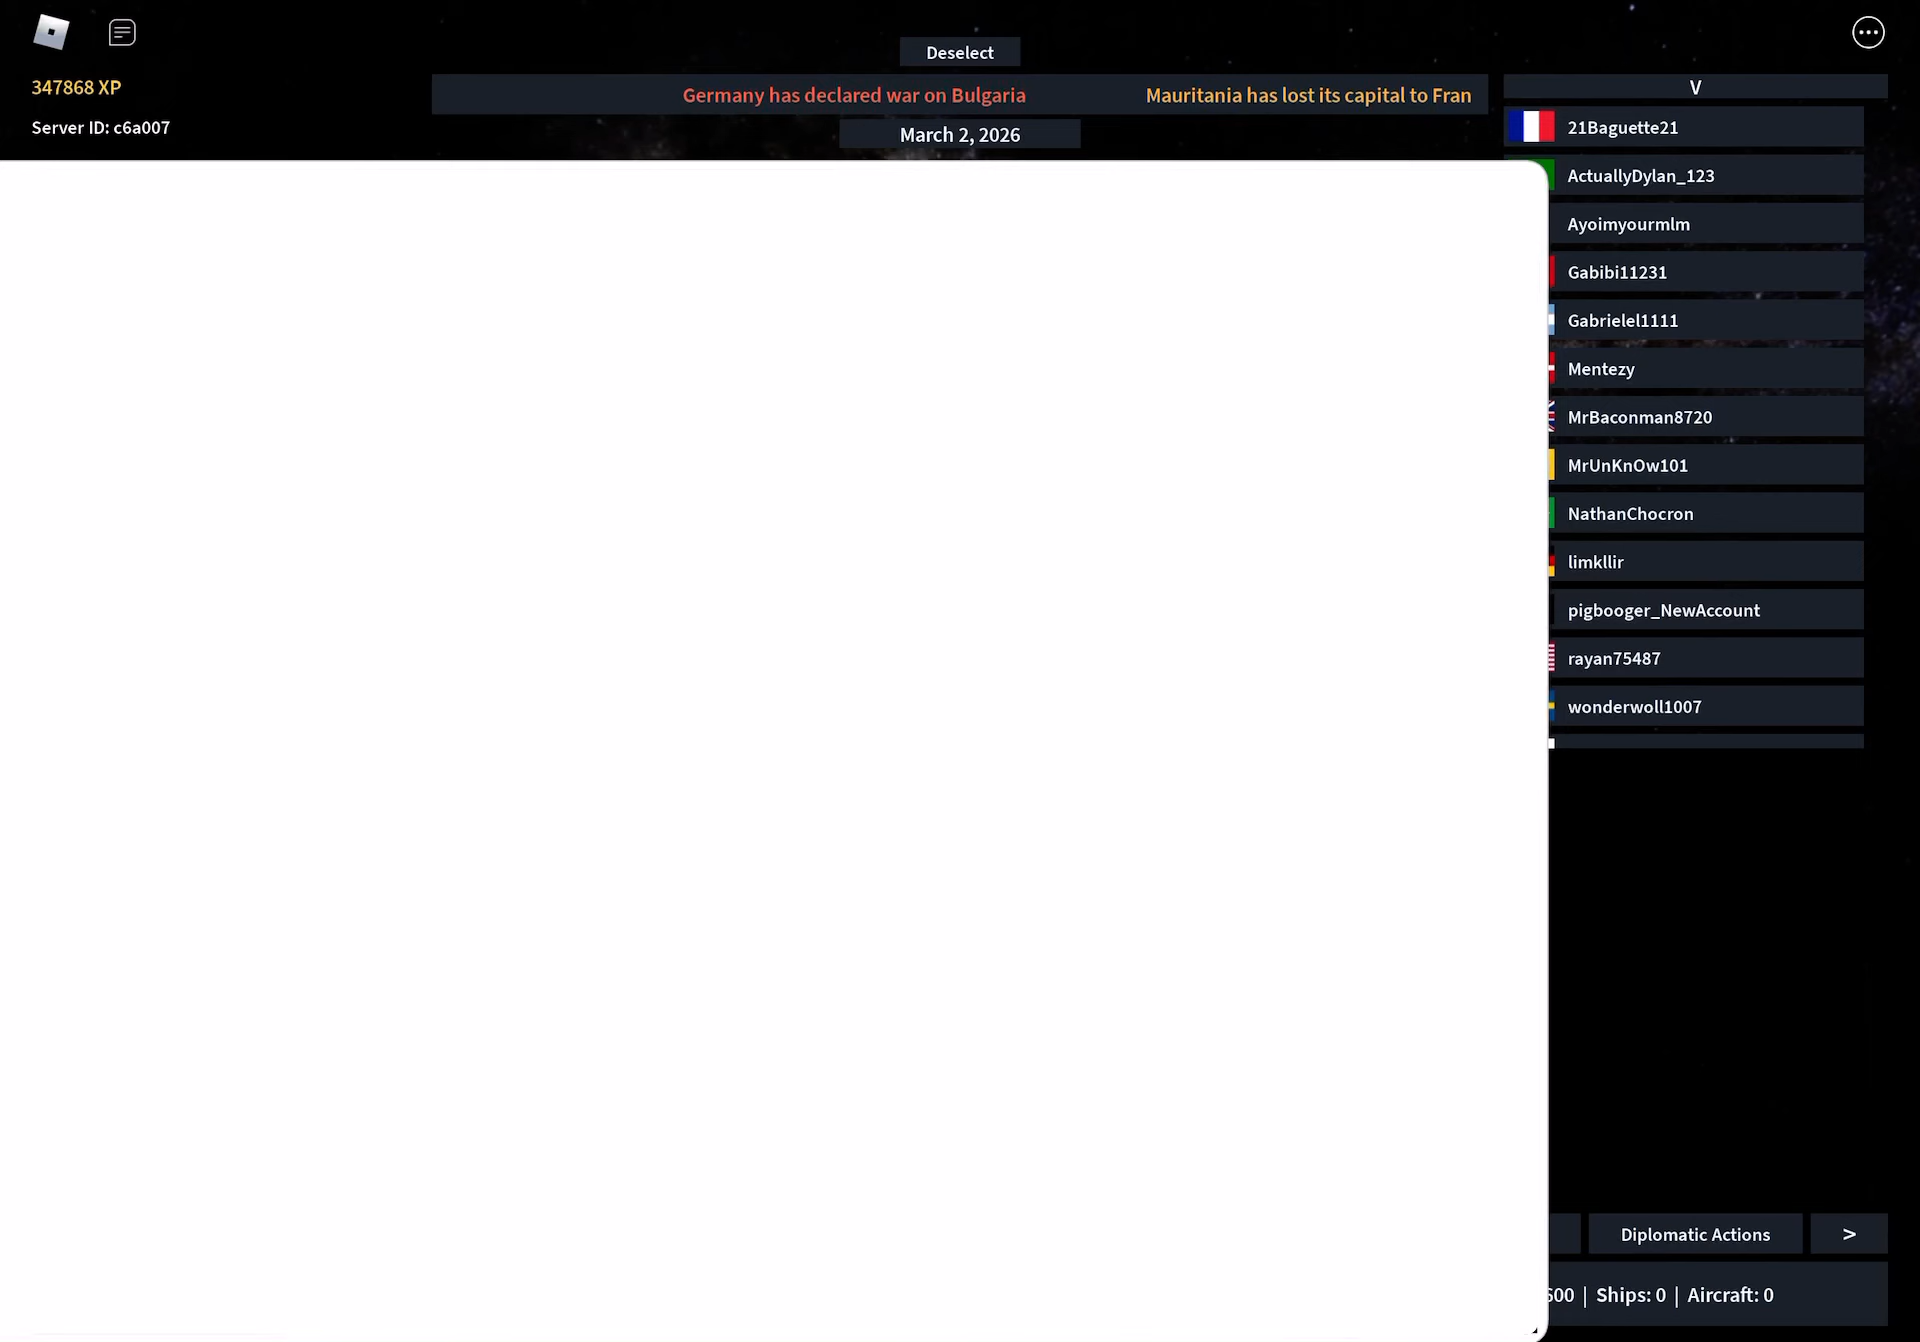 Deselect
347868 XP
Germany has declared war on Bulgaria
Mauritania has lost its capital to Fran
V
Server ID: c6a007
March 2, 2026
21Baguette21
ActuallyDylan_123
Ayoimyourmlm
Gabibi11231
Gabrielel1111
Mentezy
MrBaconman8720
MrUnKnOw101
NathanChocron
limkllir
pigbooger_NewAccount
rayan75487
wonderwoll1007
Diplomatic Actions >
00 | Ships: 0 | Aircraft: 0